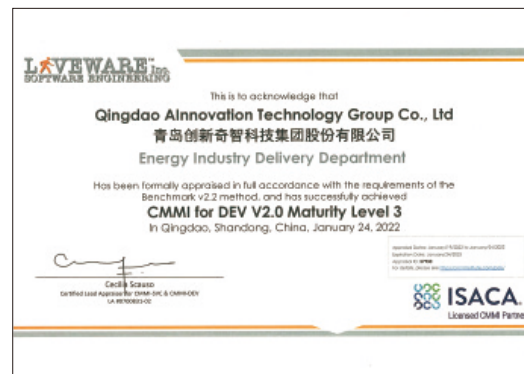 LIVEWARE Inc.
SOFTWARE ENGINEERING
This is to acknowledge that
Qingdao AInnovation Technology Group Co., Ltd
青岛创新奇智科技集团股份有限公司
Energy Industry Delivery Department
Has been formally appraised in full accordance with the requirements of the
Benchmark v2.2 method, and has successfully achieved
CMMI for DEV V2.0 Maturity Level 3
In Qingdao, Shandong, China, January 24, 2022
Cecilia Scauso
Certified Lead Appraiser for CMMI-SVC & CMMI-DEV
ISACA.
Licensed CMMI Partner